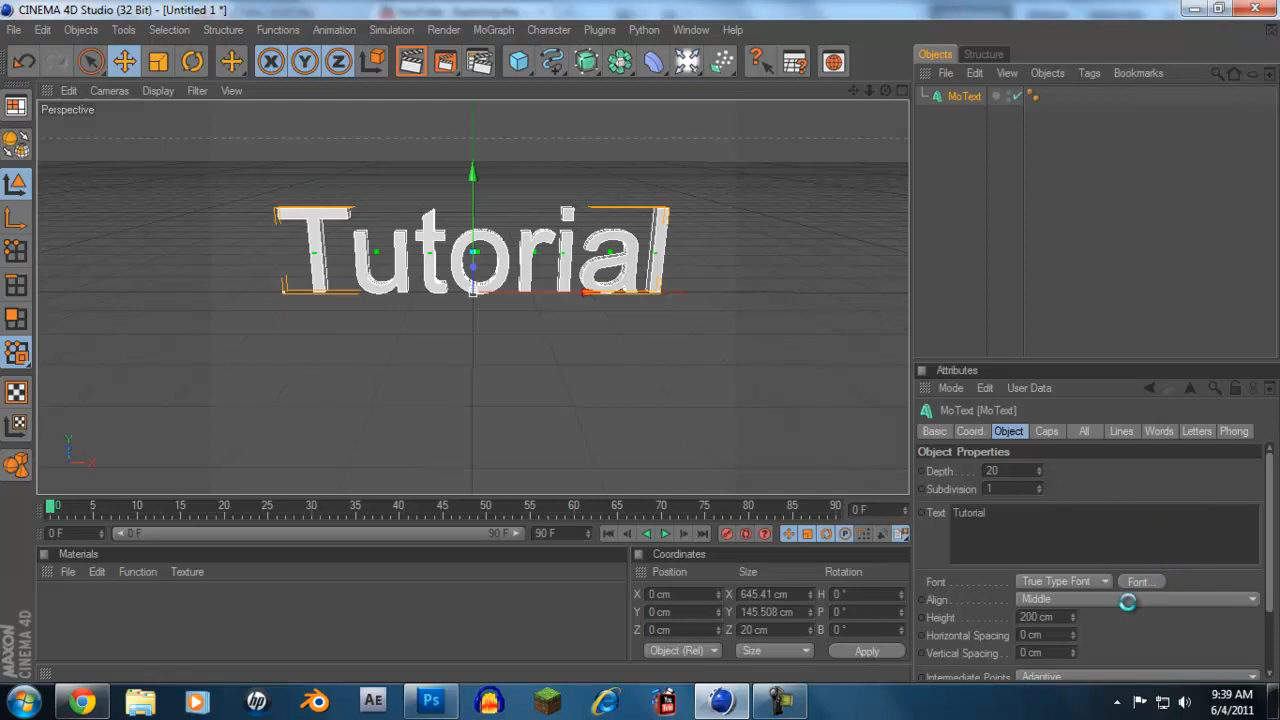 CINEMA 4D Studio (32 Bit) - [Untitled 1 *]
File Edit Objects Tools Selection Structure Functions Animation Simulation Render MoGraph Character Plugins Python Window Help
X Y Z
Objects Structure
File Edit View Objects Tags Bookmarks
MoText
Edit Cameras Display Filter View
Perspective
Tutorial
Y
X
Attributes
Mode Edit User Data
MoText [MoText]
Basic Coord. Object Caps All Lines Words Letters Phong
Object Properties
Depth 20
Subdivision 1
Text Tutorial
Font True Type Font Font...
Align Middle
Height 200 cm
Horizontal Spacing 0 cm
Vertical Spacing 0 cm
Intermediate Points Adaptive
0 5 10 15 20 25 30 35 40 45 50 55 60 65 70 75 80 85 90 0 F
0 F 0 F 90 F 90 F
Materials
File Edit Function Texture
Coordinates
Position Size Rotation
X 0 cm X 645.41 cm H 0 °
Y 0 cm Y 145.508 cm P 0 °
Z 0 cm Z 20 cm B 0 °
Object (Rel) Size Apply
MAXON
CINEMA 4D
hp AE Ps
9:39 AM
6/4/2011